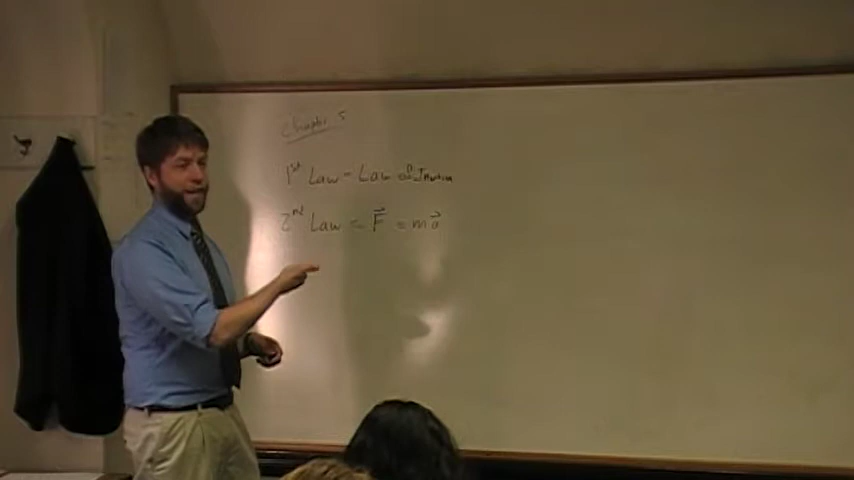 Chapter 5
1st Law - Law of Inertia
2nd Law - F⃗ = ma⃗